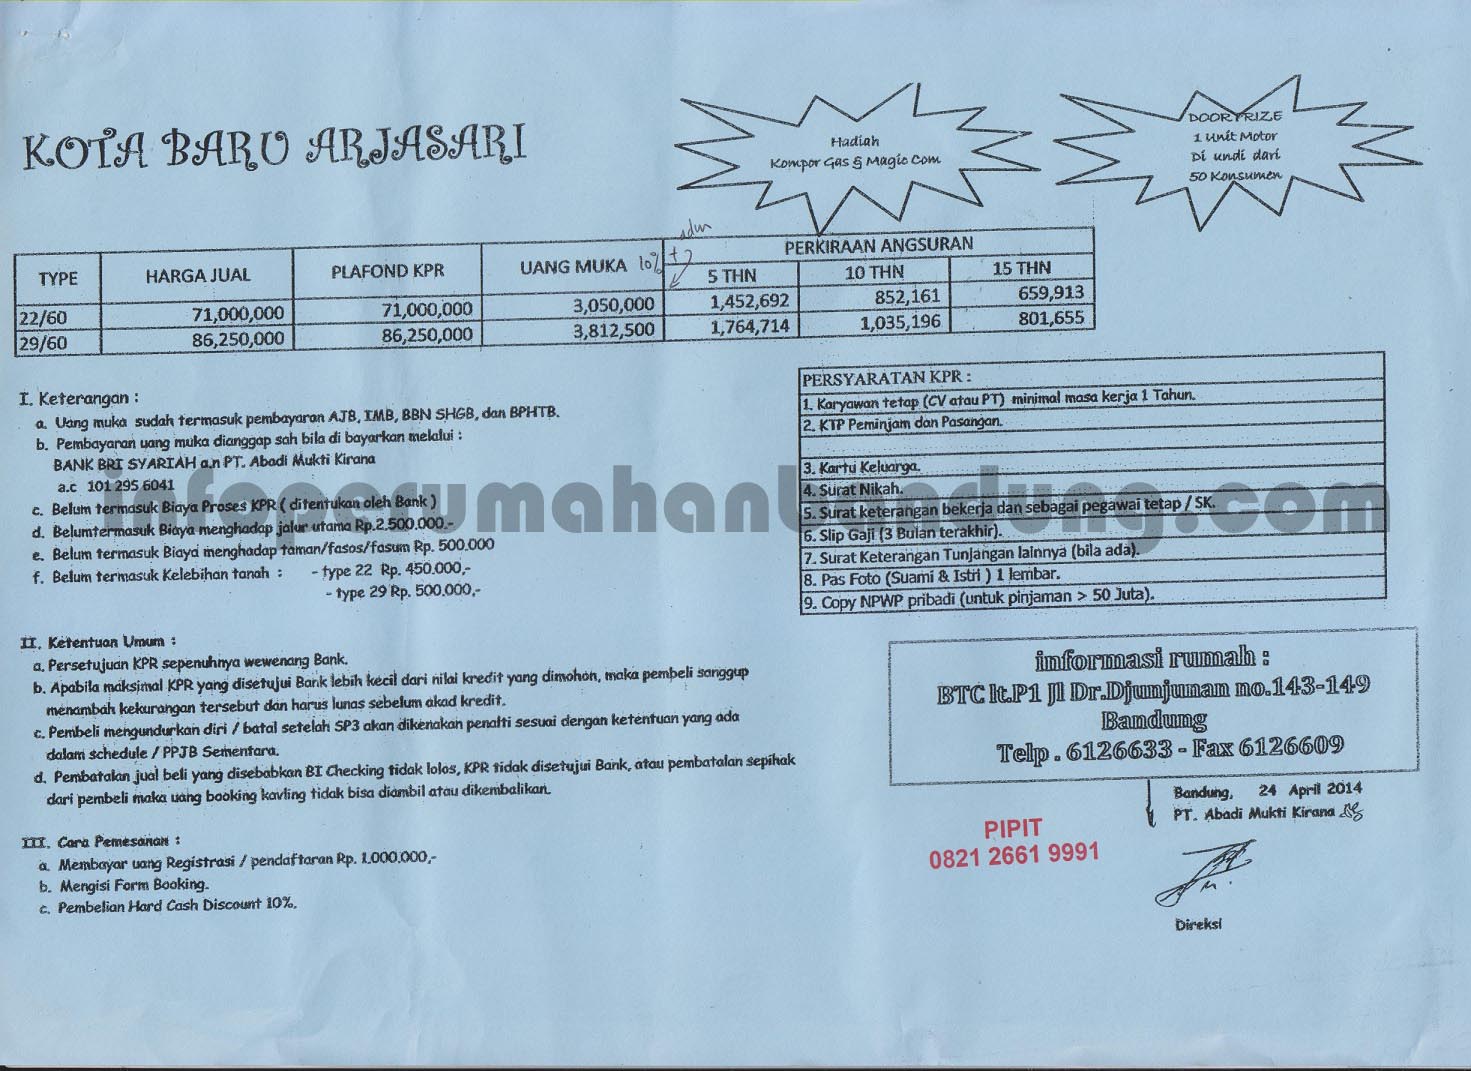 KOTA BARU ARJASARI
Hadiah
Kompor Gas & Magic Com
DOORPRIZE
1 Unit Motor
Di undi dari
50 Konsumen
TYPE HARGA JUAL PLAFOND KPR UANG MUKA 10% + adm PERKIRAAN ANGSURAN
5 THN 10 THN 15 THN
22/60 71,000,000 71,000,000 3,050,000 1,452,692 852,161 659,913
29/60 86,250,000 86,250,000 3,812,500 1,764,714 1,035,196 801,655
I. Keterangan :
a. Uang muka sudah termasuk pembayaran AJB, IMB, BBN SHGB, dan BPHTB.
b. Pembayaran uang muka dianggap sah bila di bayarkan melalui :
BANK BRI SYARIAH a.n PT. Abadi Mukti Kirana
a.c 101 295 6041
c. Belum termasuk Biaya Proses KPR ( ditentukan oleh Bank )
d. Belumtermasuk Biaya menghadap jalur utama Rp.2.500.000.-
e. Belum termasuk Biaya menghadap taman/fasos/fasum Rp. 500.000
f. Belum termasuk Kelebihan tanah : - type 22 Rp. 450.000,-
- type 29 Rp. 500.000,-
PERSYARATAN KPR :
1. Karyawan tetap (CV atau PT) minimal masa kerja 1 Tahun.
2. KTP Peminjam dan Pasangan.
3. Kartu Keluarga.
4. Surat Nikah.
5. Surat keterangan bekerja dan sebagai pegawai tetap / SK.
6. Slip Gaji (3 Bulan terakhir).
7. Surat Keterangan Tunjangan lainnya (bila ada).
8. Pas Foto (Suami & Istri ) 1 lembar.
9. Copy NPWP pribadi (untuk pinjaman > 50 Juta).
infoperumahanbandung.com
II. Ketentuan Umum :
a. Persetujuan KPR sepenuhnya wewenang Bank.
b. Apabila maksimal KPR yang disetujui Bank lebih kecil dari nilai kredit yang dimohon, maka pembeli sanggup
menambah kekurangan tersebut dan harus lunas sebelum akad kredit.
c. Pembeli mengundurkan diri / batal setelah SP3 akan dikenakan penalti sesuai dengan ketentuan yang ada
dalam schedule / PPJB Sementara.
d. Pembatalan jual beli yang disebabkan BI Checking tidak lolos, KPR tidak disetujui Bank, atau pembatalan sepihak
dari pembeli maka uang booking kavling tidak bisa diambil atau dikembalikan.
informasi rumah :
BTC lt.P1 Jl Dr.Djunjunan no.143-149
Bandung
Telp . 6126633 - Fax 6126609
Bandung, 24 April 2014
PT. Abadi Mukti Kirana
PIPIT
0821 2661 9991
Direksi
III. Cara Pemesanan :
a. Membayar uang Registrasi / pendaftaran Rp. 1.000.000,-
b. Mengisi Form Booking.
c. Pembelian Hard Cash Discount 10%.